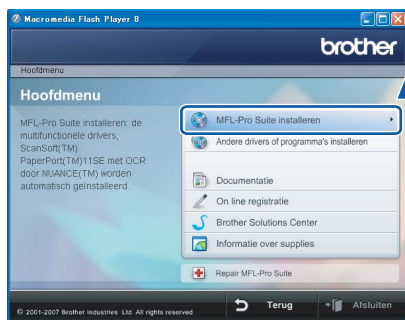 Macromedia Flash Player 8
brother
Hoofdmenu
Hoofdmenu
MFL-Pro Suite installeren: de
multifunctionele drivers,
ScanSoft(TM)
PaperPort(TM)11SE met OCR
door NUANCE(TM) worden
automatisch geïnstalleerd.
MFL-Pro Suite installeren
Andere drivers of programma's installeren
Documentatie
On line registratie
Brother Solutions Center
Informatie over supplies
Repair MFL-Pro Suite
© 2001-2007 Brother Industries Ltd. All rights reserved
Terug
Afsluiten